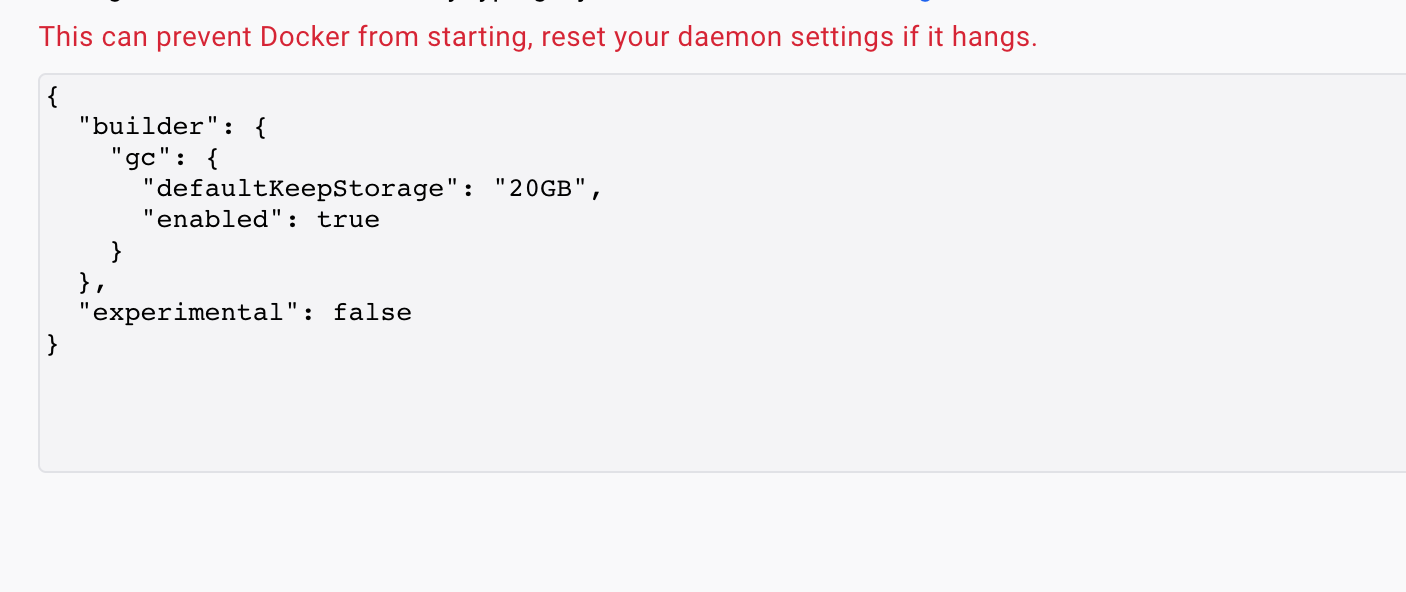 This can prevent Docker from starting, reset your daemon settings if it hangs.
{
  "builder": {
    "gc": {
      "defaultKeepStorage": "20GB",
      "enabled": true
    }
  },
  "experimental": false
}